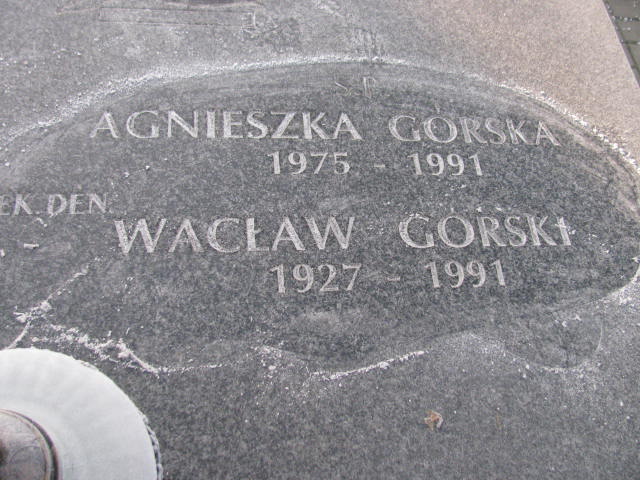 Ś.P.
AGNIESZKA GÓRSKA
1975 - 1991
EK. DEN.
WACŁAW GÓRSKI
1927 - 1991